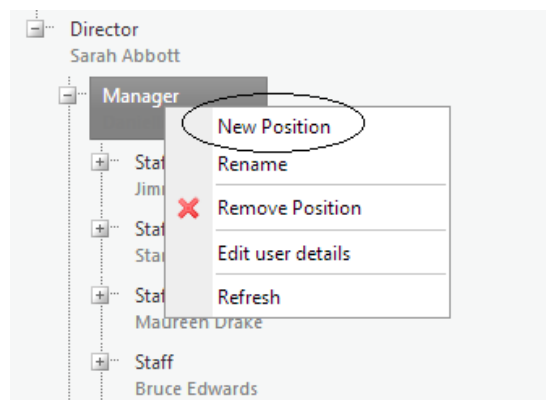 Director
Sarah Abbott
Manager
New Position
Rename
Remove Position
Edit user details
Refresh
Maureen Drake
Staff
Bruce Edwards